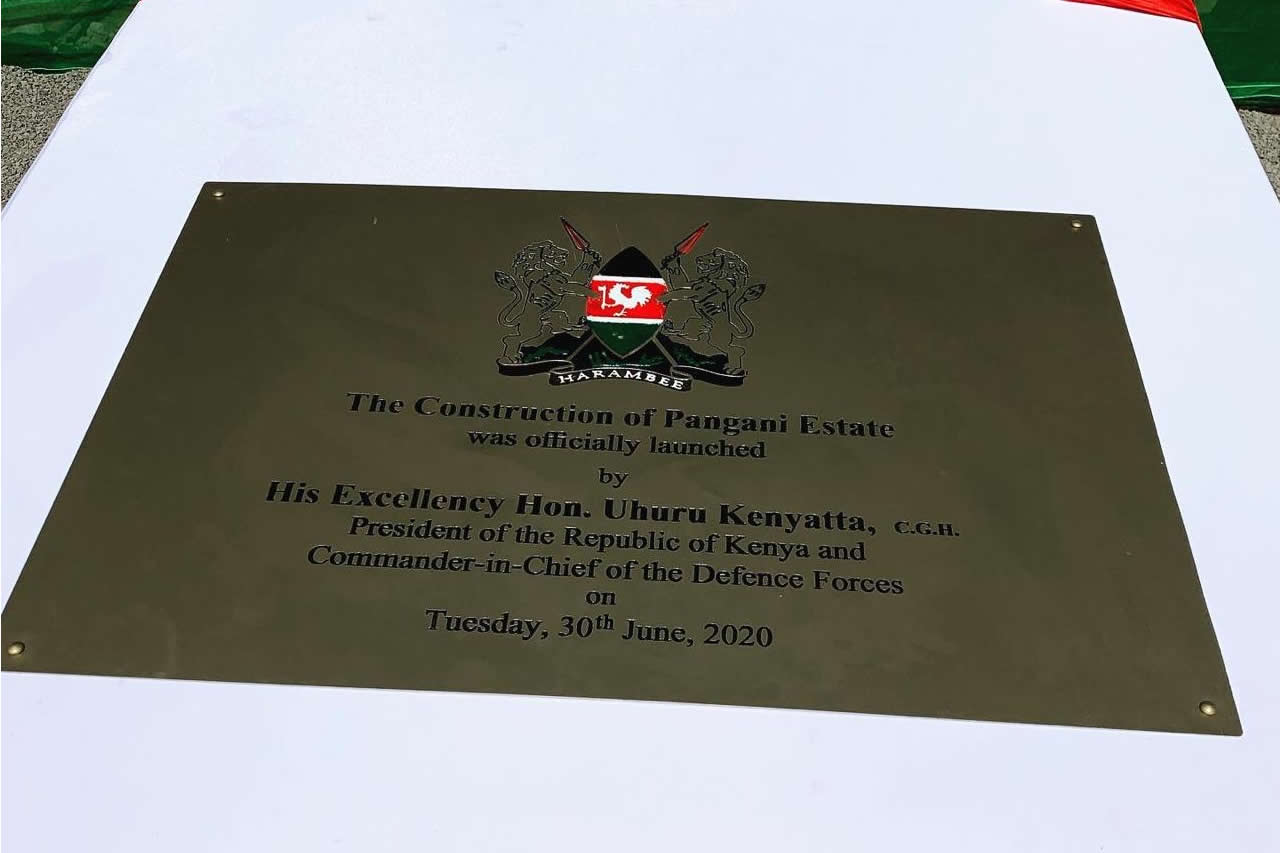 HARAMBEE
The Construction of Pangani Estate
was officially launched
by
His Excellency Hon. Uhuru Kenyatta, C.G.H.
President of the Republic of Kenya and
Commander-in-Chief of the Defence Forces
on
Tuesday, 30th June, 2020